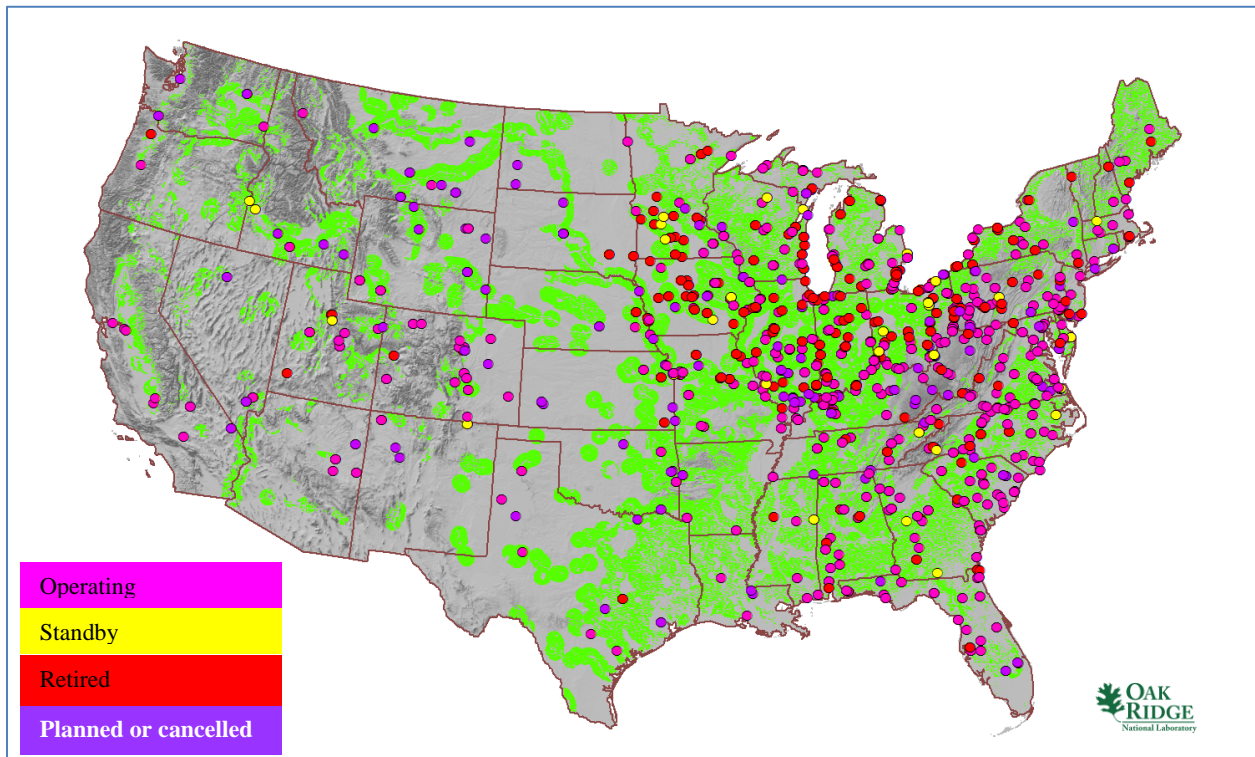 Operating
Standby
Retired
Planned or cancelled
OAK
RIDGE
National Laboratory